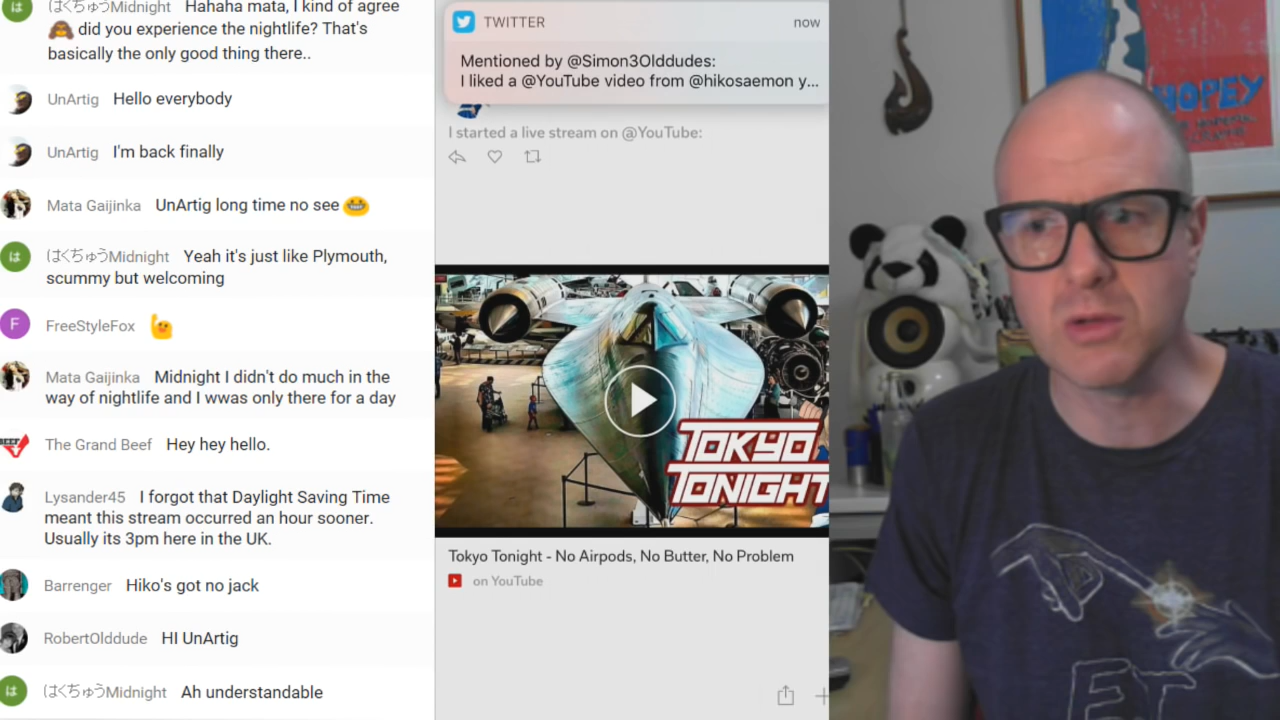 はくちゅうMidnight Hahaha mata, I kind of agree
🙈 did you experience the nightlife? That's
basically the only good thing there..
UnArtig Hello everybody
UnArtig I'm back finally
Mata Gaijinka UnArtig long time no see 😁
は
はくちゅうMidnight Yeah it's just like Plymouth,
scummy but welcoming
F
FreeStyleFox
Mata Gaijinka Midnight I didn't do much in the
way of nightlife and I wwas only there for a day
The Grand Beef Hey hey hello.
Lysander45 I forgot that Daylight Saving Time
meant this stream occurred an hour sooner.
Usually its 3pm here in the UK.
Barrenger Hiko's got no jack
RobertOlddude HI UnArtig
は
はくちゅうMidnight Ah understandable
TWITTER now
Mentioned by @Simon3Olddudes:
I liked a @YouTube video from @hikosaemon y...
I started a live stream on @YouTube:
TOKYO
TONIGHT
Tokyo Tonight - No Airpods, No Butter, No Problem
on YouTube
HOPEY
ET